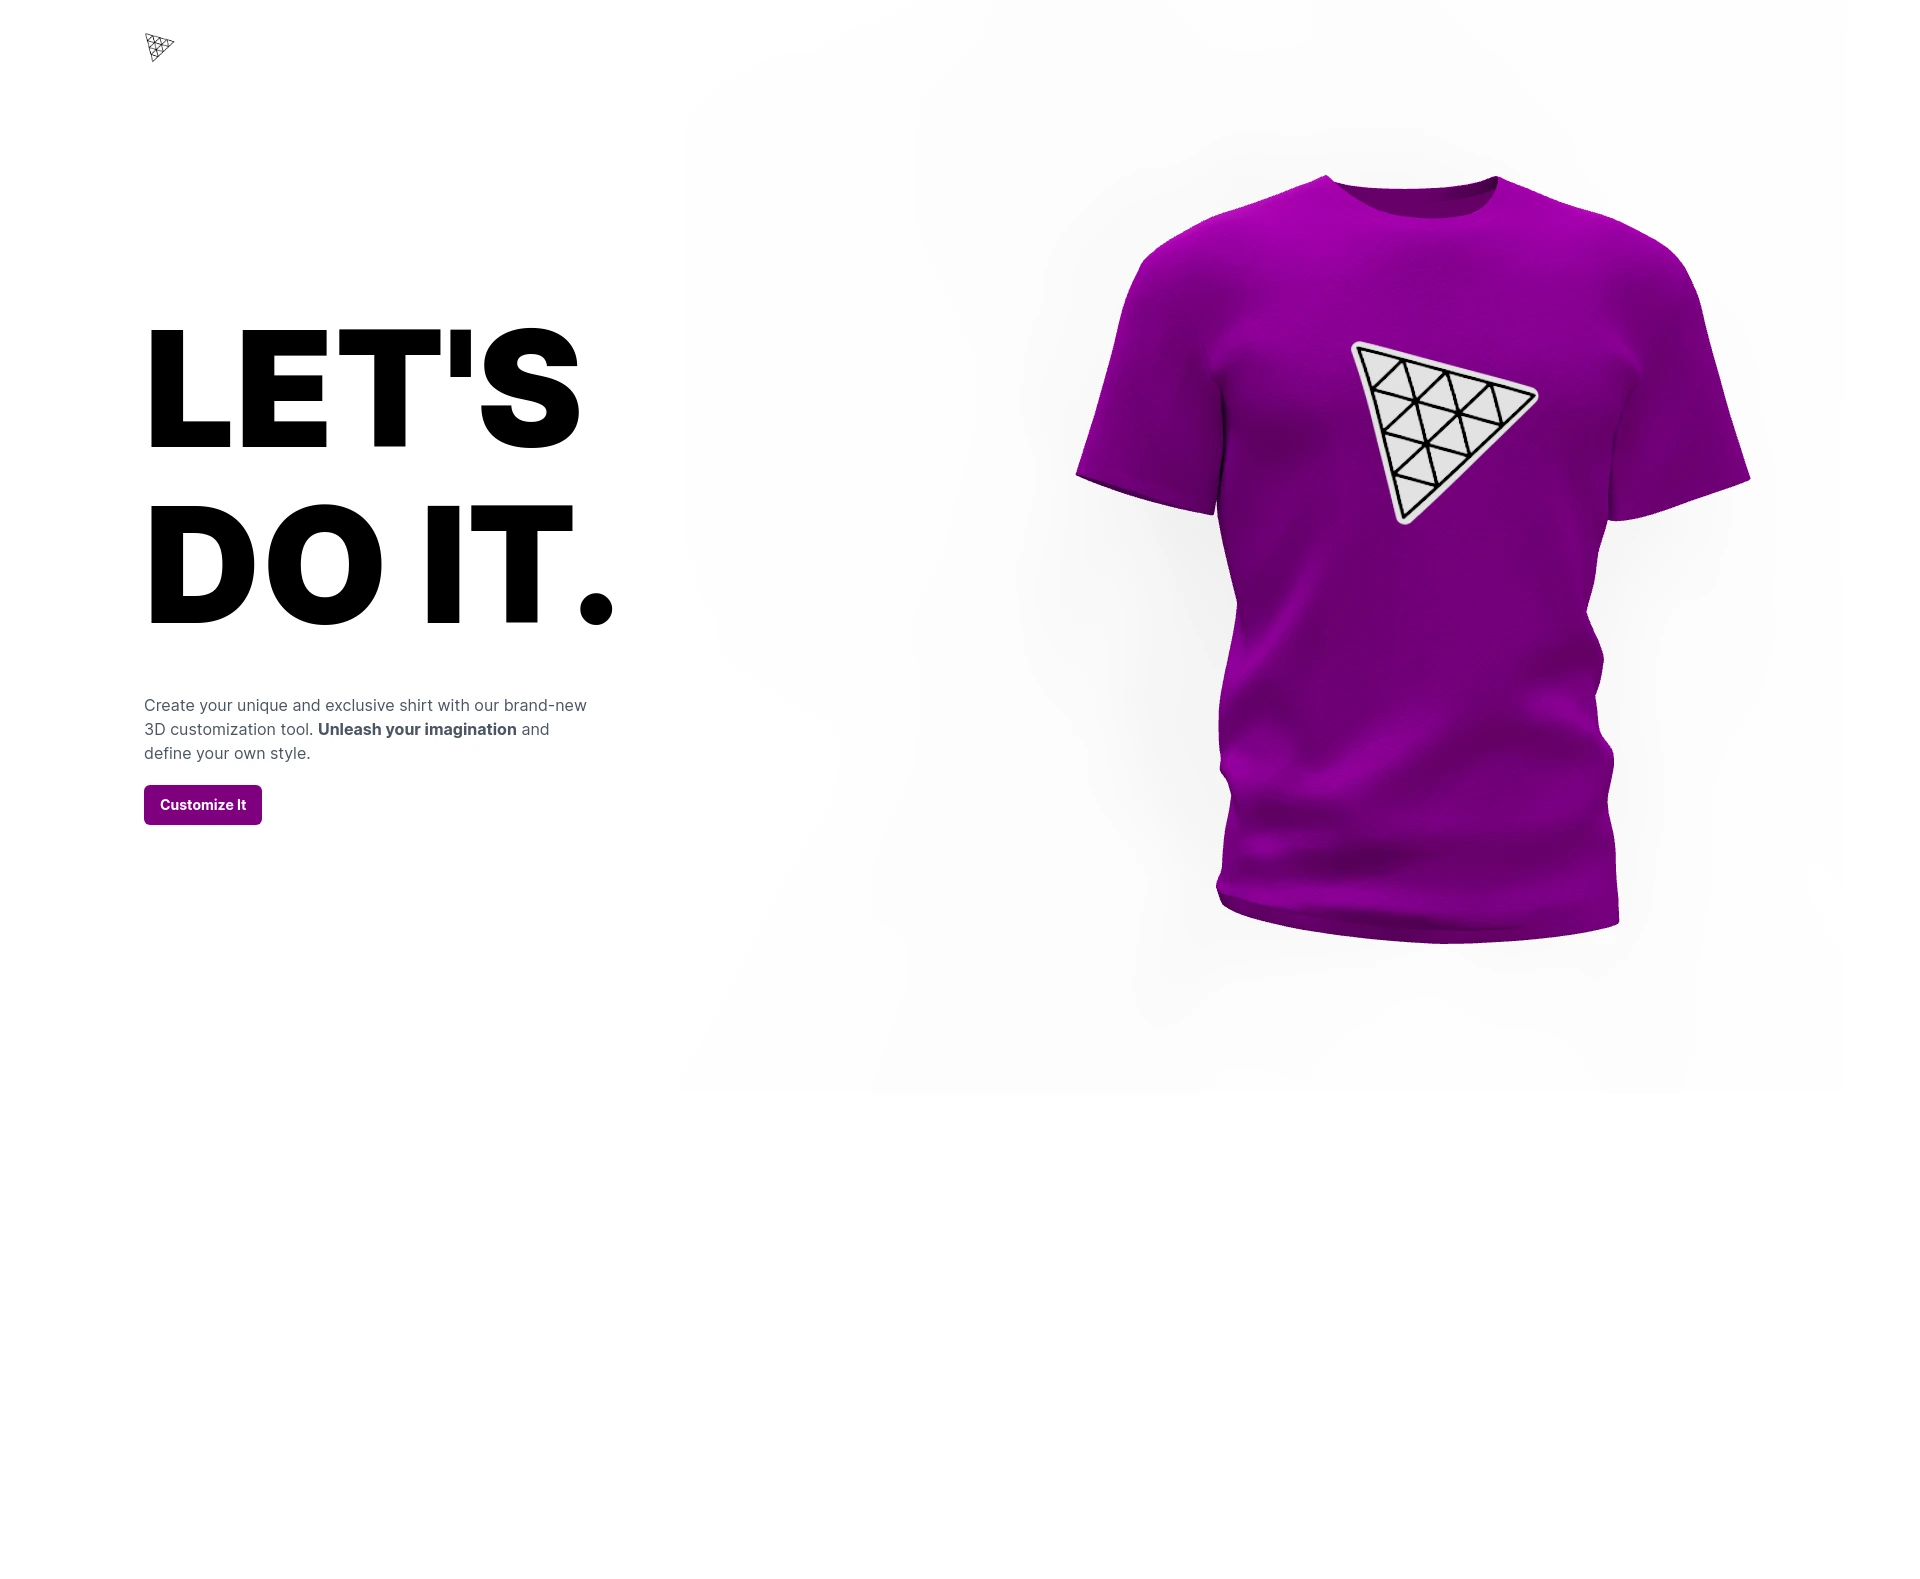 LET'S
DO IT.
Create your unique and exclusive shirt with our brand-new
3D customization tool. Unleash your imagination and
define your own style.
Customize It